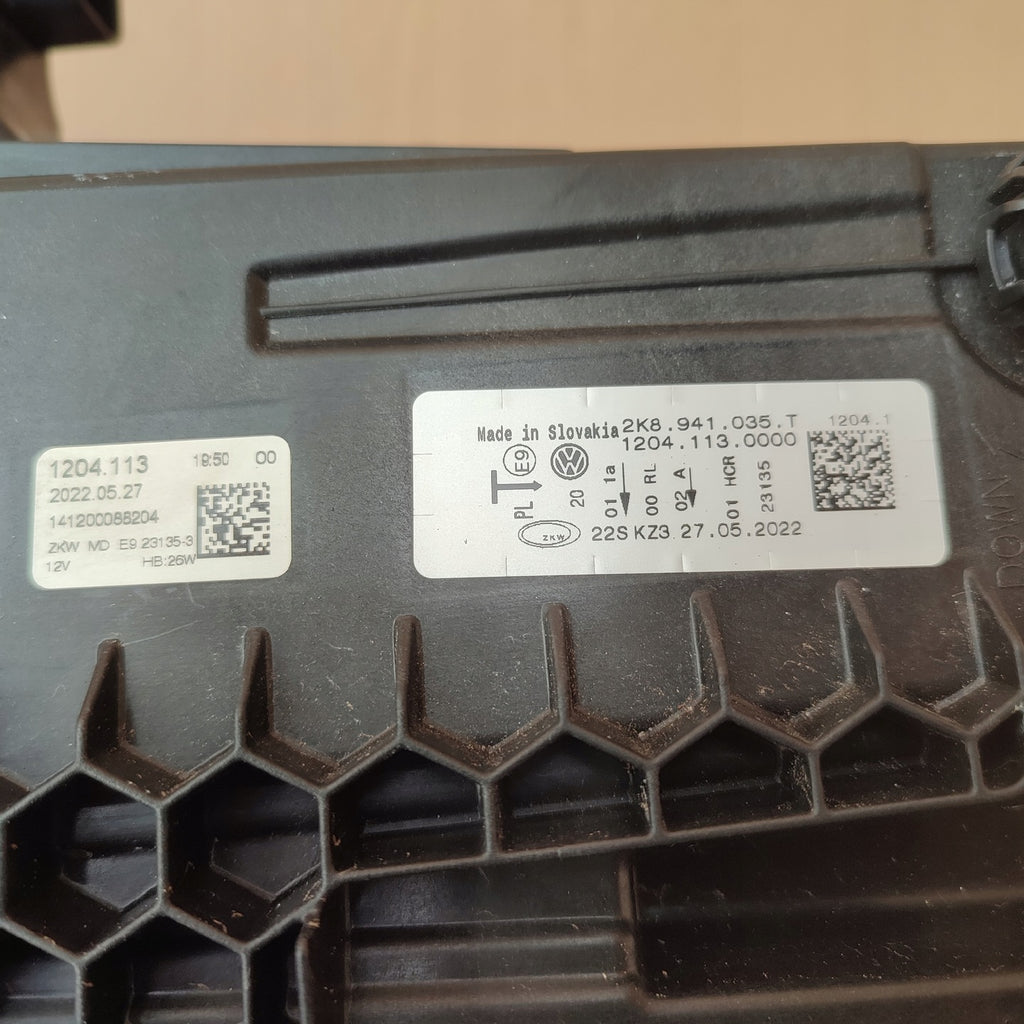 1204.113 19:50 00
2022.05.27
141200088204
ZKW MD E9 23135-3
12V HB:26W
Made in Slovakia 2K8.941.035.T 1204.1
1204.113.0000
E9
T
PL
20
01 1a
00 RL
02 A
01 HCR
23135
ZKW 22S KZ3 27.05.2022
DOWN